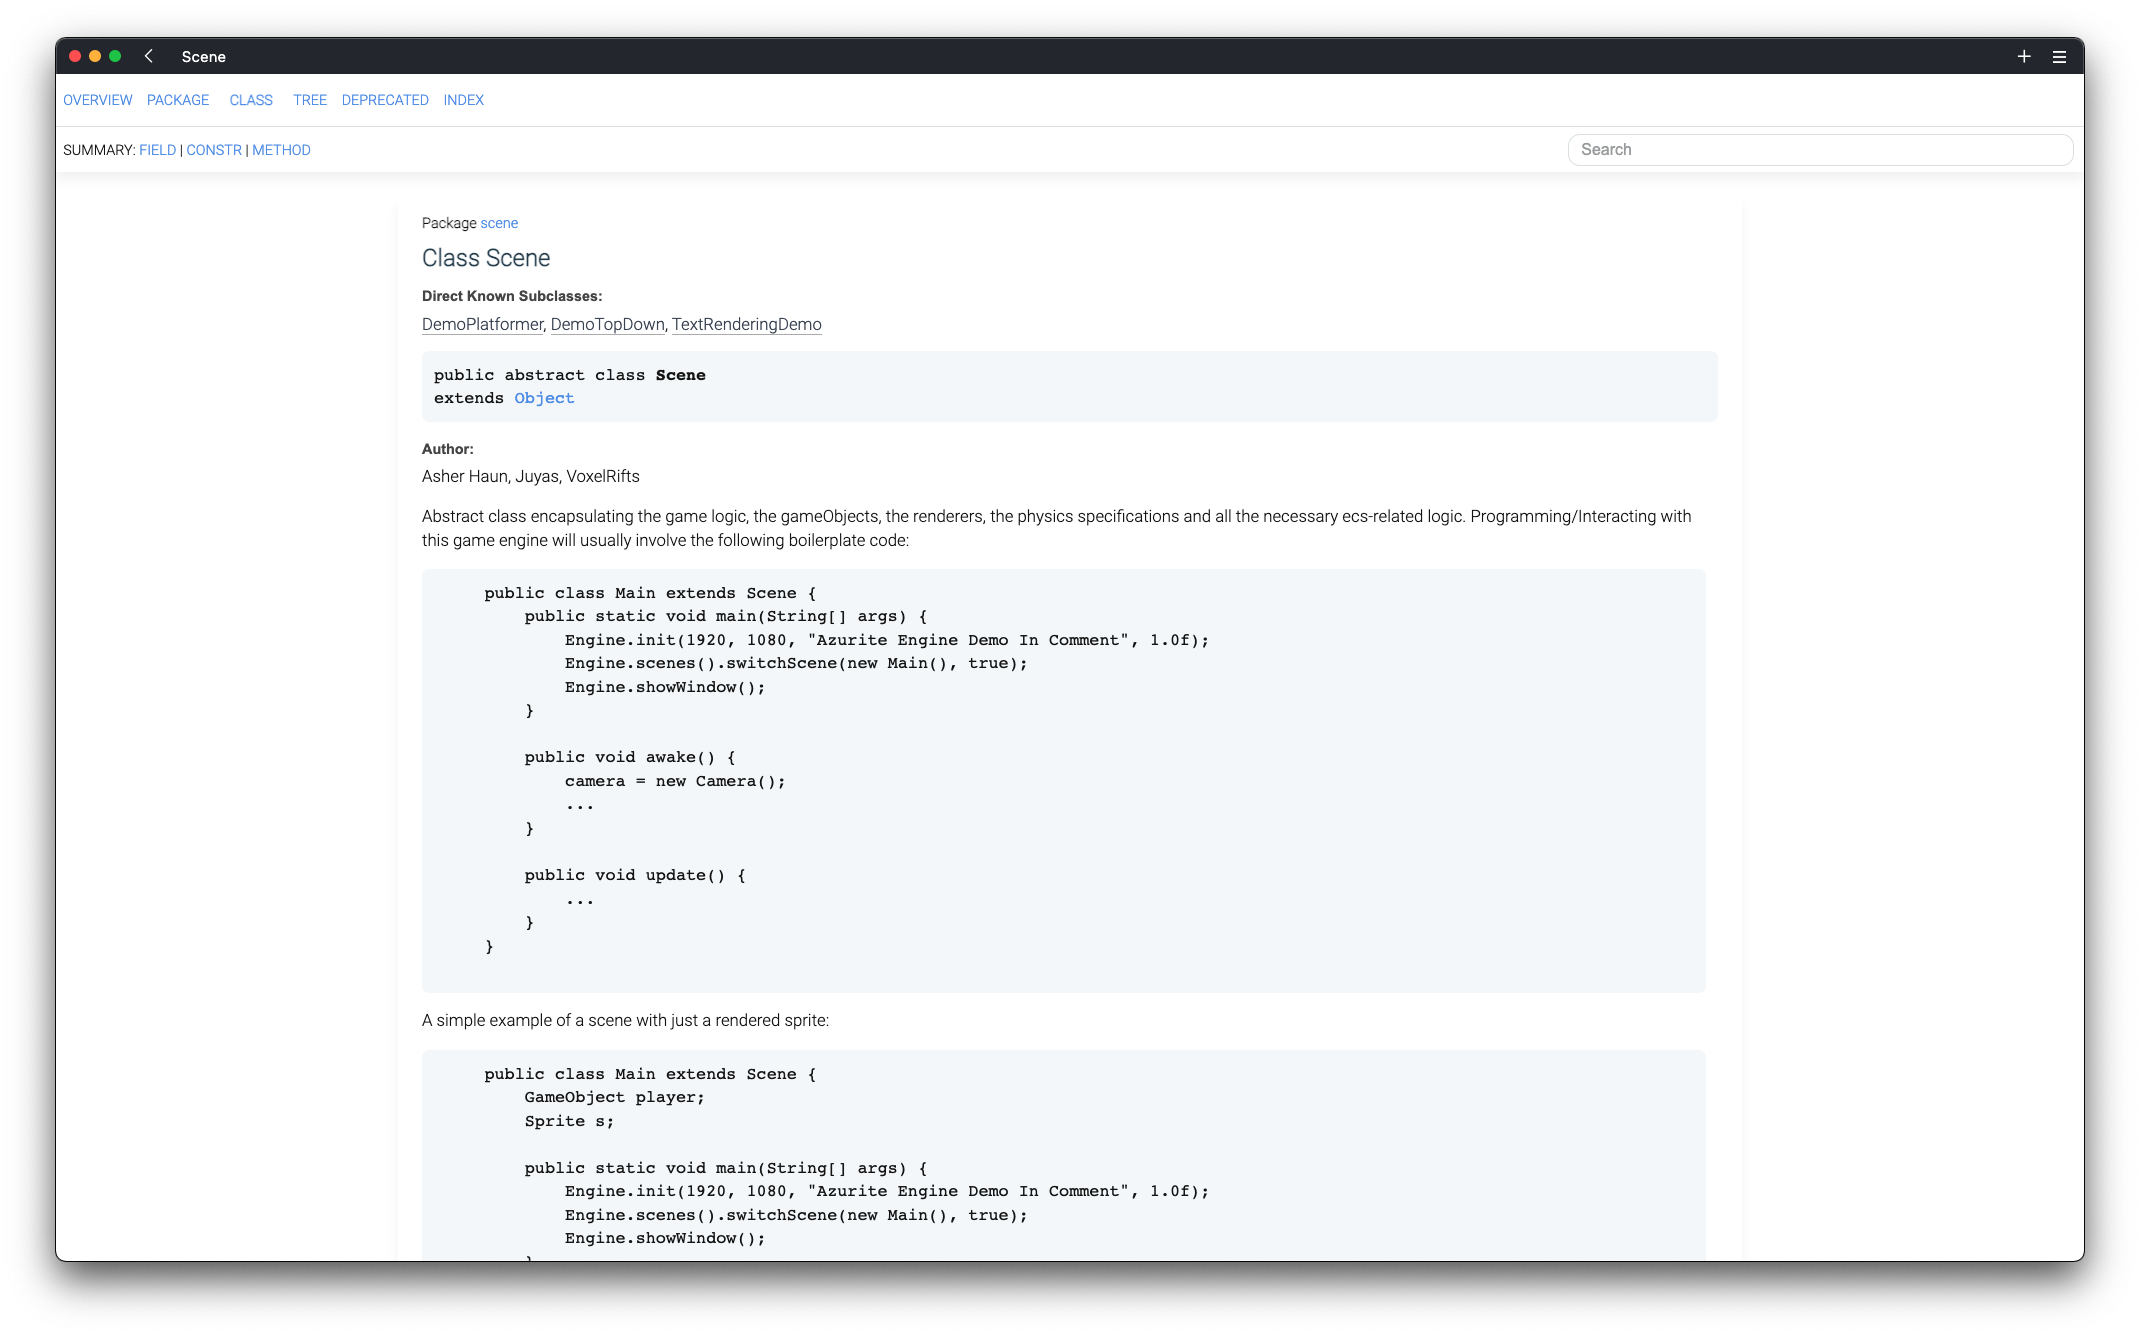 Scene
OVERVIEW PACKAGE CLASS TREE DEPRECATED INDEX
SUMMARY: FIELD | CONSTR | METHOD
Search
Package scene
Class Scene
Direct Known Subclasses:
DemoPlatformer, DemoTopDown, TextRenderingDemo
public abstract class Scene
extends Object
Author:
Asher Haun, Juyas, VoxelRifts
Abstract class encapsulating the game logic, the gameObjects, the renderers, the physics specifications and all the necessary ecs-related logic. Programming/Interacting with
this game engine will usually involve the following boilerplate code:
public class Main extends Scene {
public static void main(String[] args) {
Engine.init(1920, 1080, "Azurite Engine Demo In Comment", 1.0f);
Engine.scenes().switchScene(new Main(), true);
Engine.showWindow();
}
public void awake() {
camera = new Camera();
...
}
public void update() {
...
}
}
A simple example of a scene with just a rendered sprite:
public class Main extends Scene {
GameObject player;
Sprite s;
public static void main(String[] args) {
Engine.init(1920, 1080, "Azurite Engine Demo In Comment", 1.0f);
Engine.scenes().switchScene(new Main(), true);
Engine.showWindow();
}